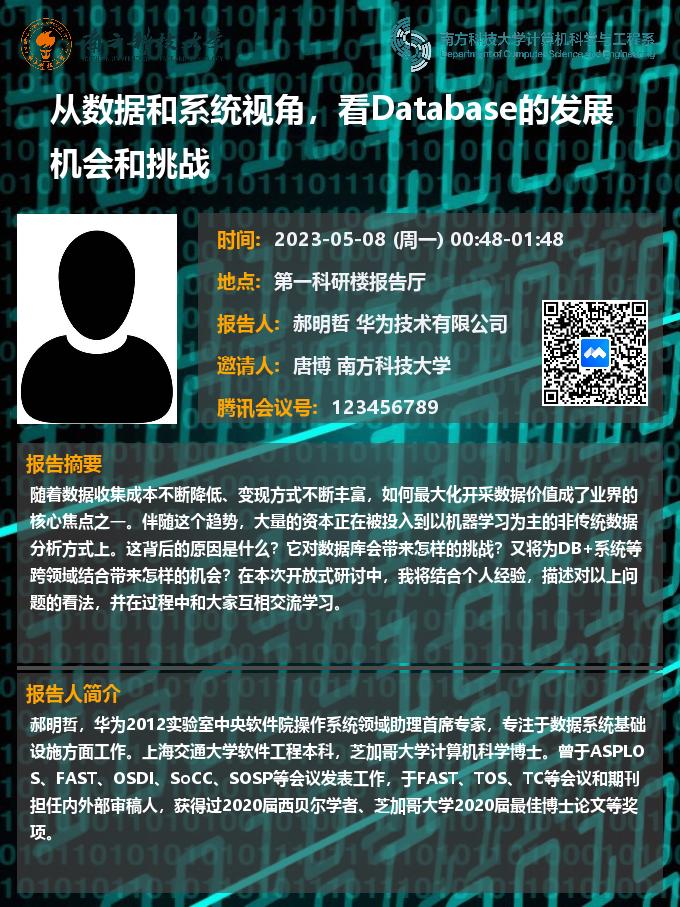 南方科技大学
南方科技大学计算机科学与工程系
Department of Computer Science and Engineering
从数据和系统视角，看Database的发展
机会和挑战
时间: 2023-05-08 (周一) 00:48-01:48
地点: 第一科研楼报告厅
报告人: 郝明哲 华为技术有限公司
邀请人: 唐博 南方科技大学
腾讯会议号: 123456789
报告摘要
随着数据收集成本不断降低、变现方式不断丰富，如何最大化开采数据价值成了业界的
核心焦点之一。伴随这个趋势，大量的资本正在被投入到以机器学习为主的非传统数据
分析方式上。这背后的原因是什么？它对数据库会带来怎样的挑战？又将为DB+系统等
跨领域结合带来怎样的机会？在本次开放式研讨中，我将结合个人经验，描述对以上问
题的看法，并在过程中和大家互相交流学习。
报告人简介
郝明哲，华为2012实验室中央软件院操作系统领域助理首席专家，专注于数据系统基础
设施方面工作。上海交通大学软件工程本科，芝加哥大学计算机科学博士。曾于ASPLO
S、FAST、OSDI、SoCC、SOSP等会议发表工作，于FAST、TOS、TC等会议和期刊
担任内外部审稿人，获得过2020届西贝尔学者、芝加哥大学2020届最佳博士论文等奖
项。